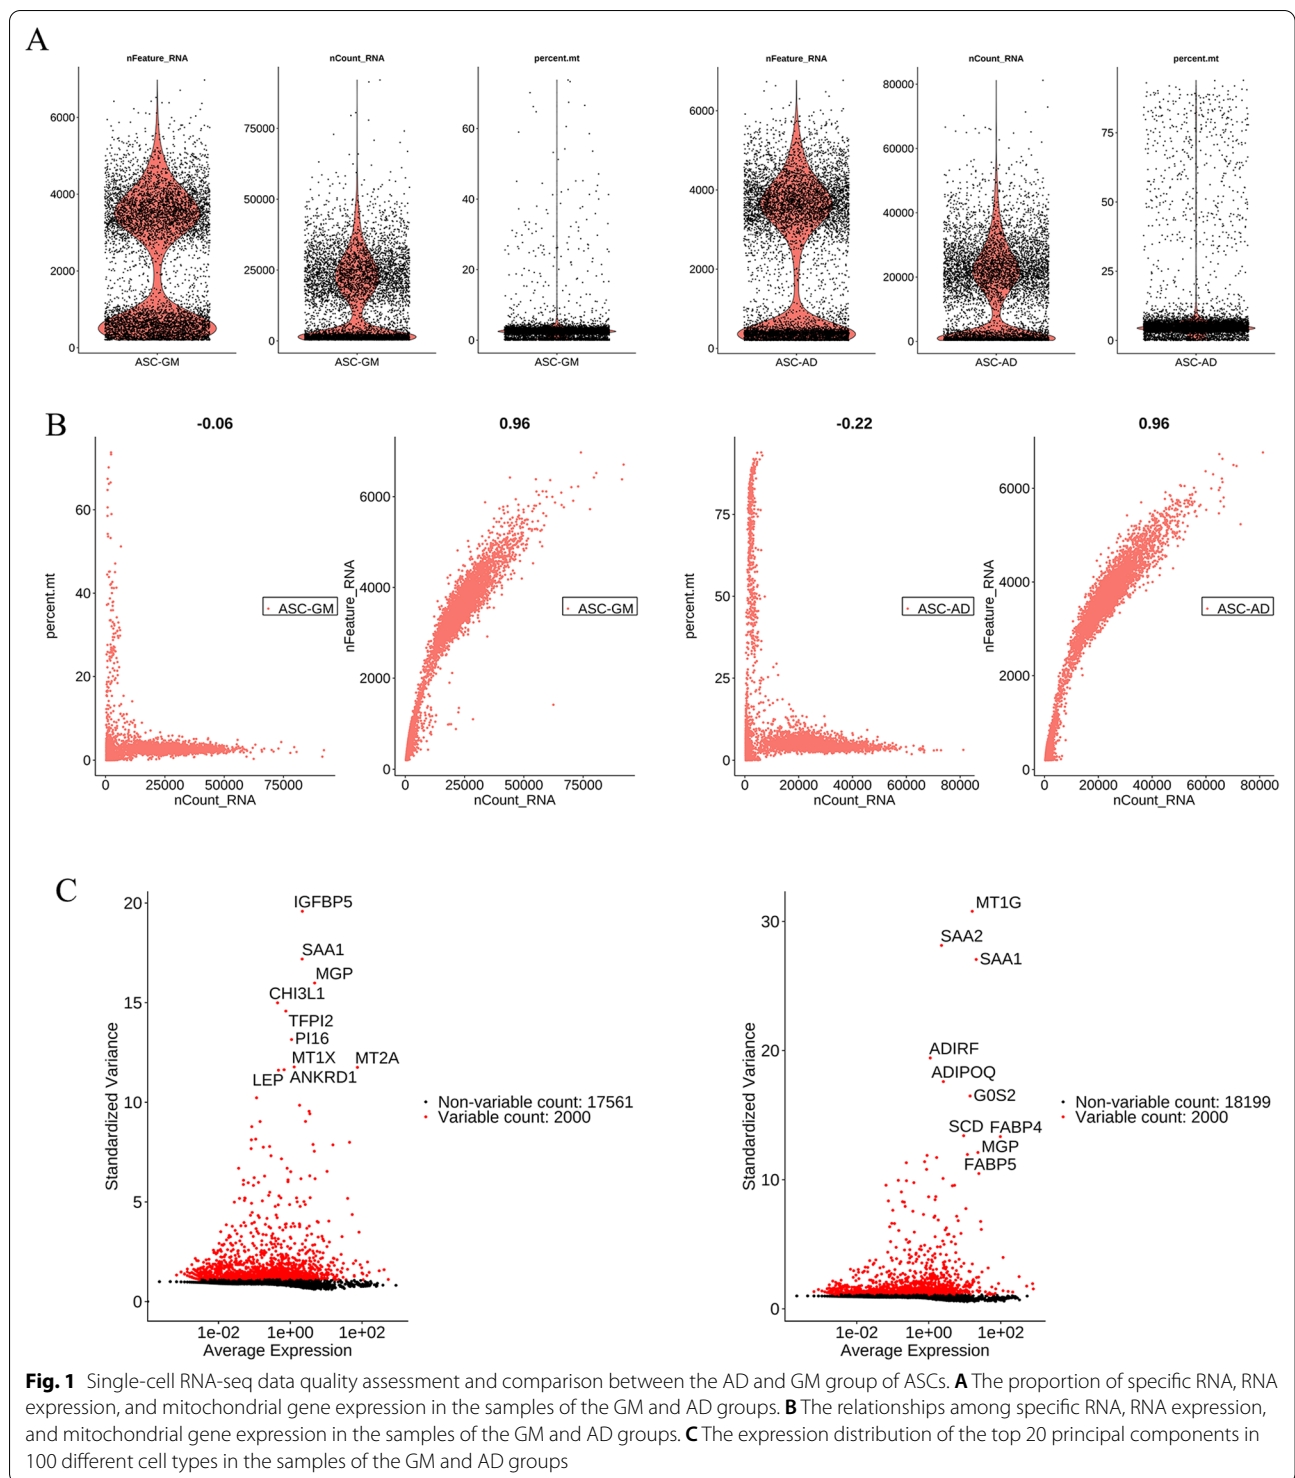 A
nFeature_RNA
nCount_RNA
percent.mt
nFeature_RNA
nCount_RNA
percent.mt
6000
4000
2000
0
75000
50000
25000
0
60
40
20
0
6000
4000
2000
0
80000
60000
40000
20000
0
75
50
25
0
ASC-GM
ASC-GM
ASC-GM
ASC-AD
ASC-AD
ASC-AD
B
-0.06
0.96
-0.22
0.96
percent.mt
60
40
20
0
ASC-GM
0 25000 50000 75000
nCount_RNA
nFeature_RNA
6000
4000
2000
0
ASC-GM
0 25000 50000 75000
nCount_RNA
percent.mt
75
50
25
0
ASC-AD
0 20000 40000 60000 80000
nCount_RNA
nFeature_RNA
6000
4000
2000
0
ASC-AD
0 20000 40000 60000 80000
nCount_RNA
C
Standardized Variance
20
15
10
5
0
IGFBP5
SAA1
MGP
CHI3L1
TFPI2
PI16
MT1X
MT2A
LEP
ANKRD1
Non-variable count: 17561
Variable count: 2000
1e-02 1e+00 1e+02
Average Expression
Standardized Variance
30
20
10
0
MT1G
SAA2
SAA1
ADIRF
ADIPOQ
G0S2
SCD
FABP4
MGP
FABP5
Non-variable count: 18199
Variable count: 2000
1e-02 1e+00 1e+02
Average Expression
Fig. 1 Single-cell RNA-seq data quality assessment and comparison between the AD and GM group of ASCs. A The proportion of specific RNA, RNA
expression, and mitochondrial gene expression in the samples of the GM and AD groups. B The relationships among specific RNA, RNA expression,
and mitochondrial gene expression in the samples of the GM and AD groups. C The expression distribution of the top 20 principal components in
100 different cell types in the samples of the GM and AD groups